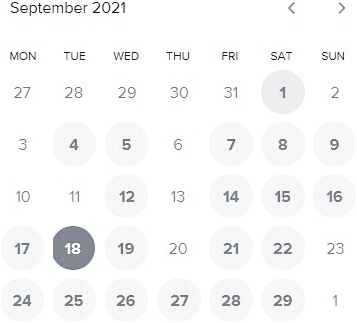 September 2021
MON TUE WED THU FRI SAT SUN
27 28 29 30 31 1 2
3 4 5 6 7 8 9
10 11 12 13 14 15 16
17 18 19 20 21 22 23
24 25 26 27 28 29 1